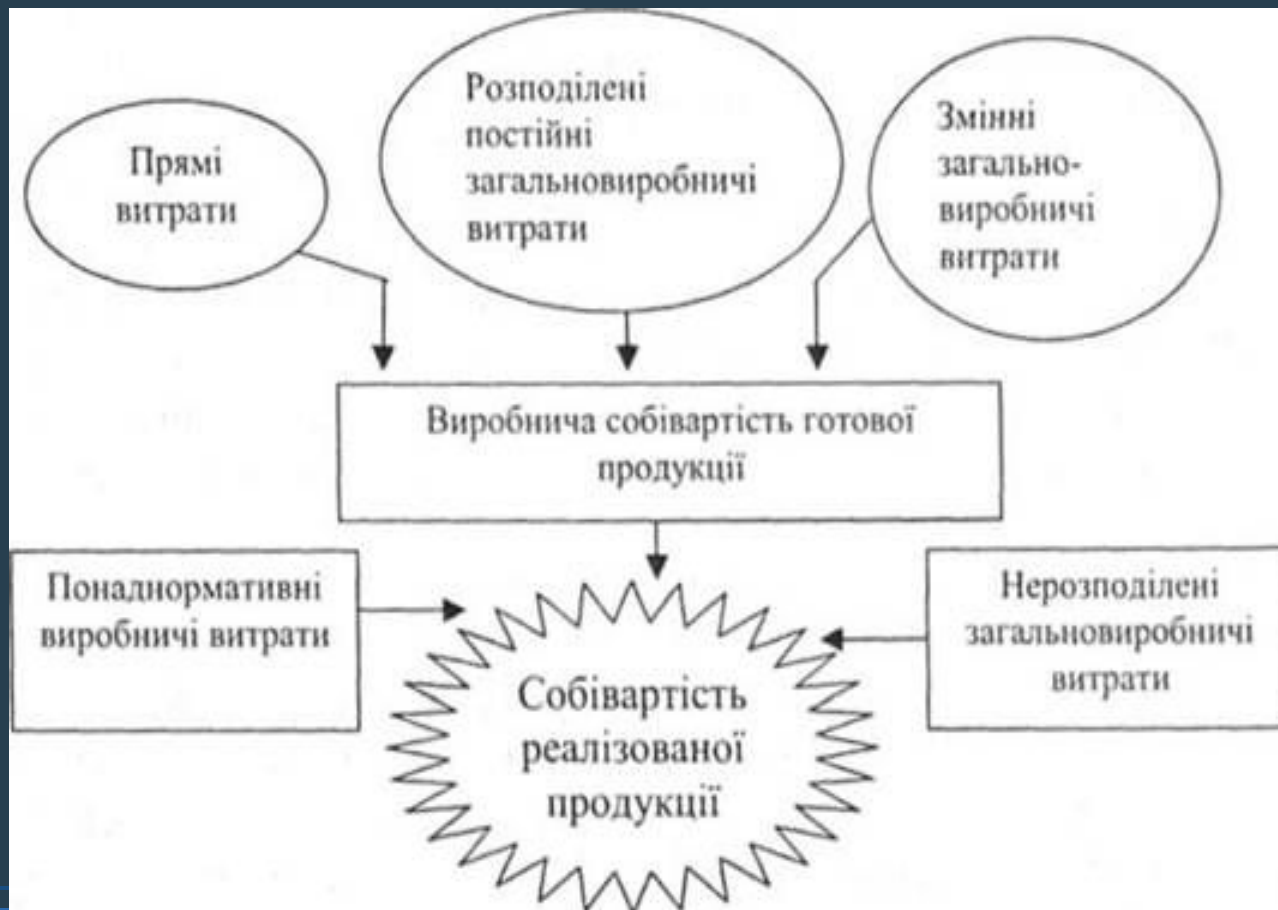 Прямі
витрати
Розподілені
постійні
загальновиробничі
витрати
Змінні
загально-
виробничі
витрати
Виробнича собівартість готової
продукції
Понаднормативні
виробничі витрати
Нерозподілені
загальновиробничі
витрати
Собівартість
реалізованої
продукції